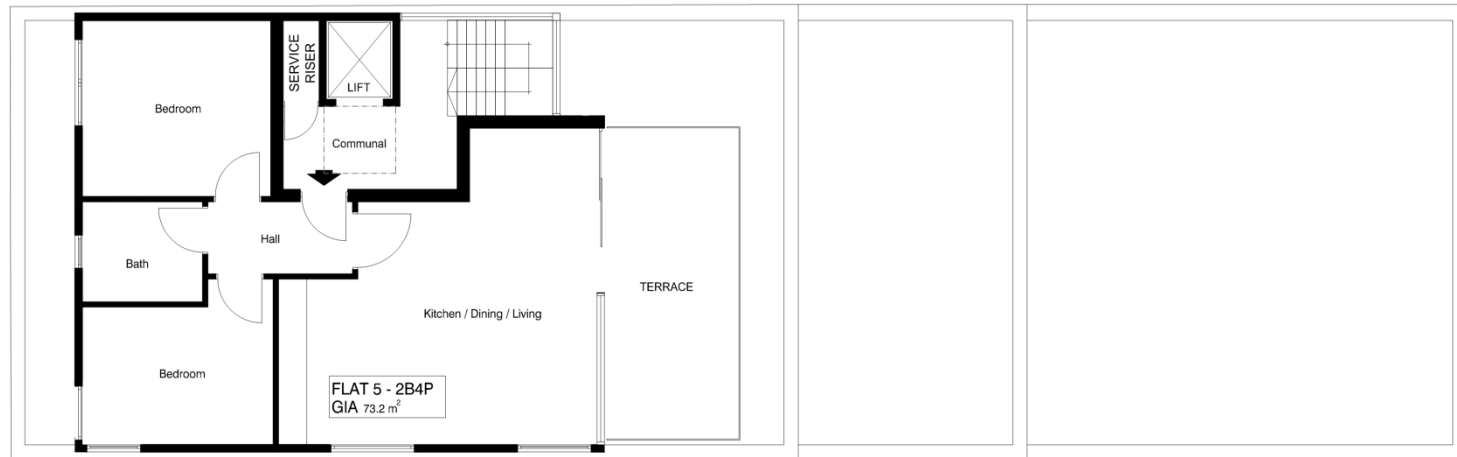 SERVICE
RISER
LIFT
Bedroom
Communal
Hall
Bath
TERRACE
Kitchen / Dining / Living
Bedroom
FLAT 5 - 2B4P
GIA 73.2 m²